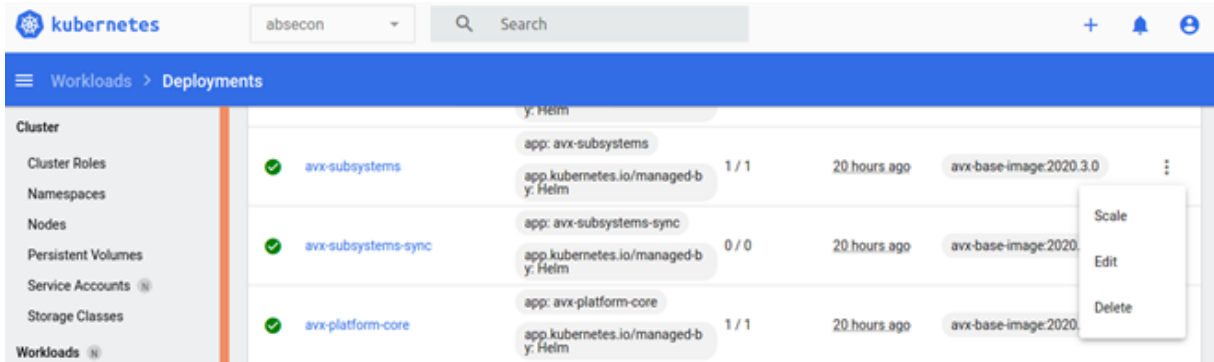 kubernetes
absecon
Search
Workloads > Deployments
Cluster
Cluster Roles
Namespaces
Nodes
Persistent Volumes
Service Accounts N
Storage Classes
Workloads N
y: Helm
avx-subsystems
app: avx-subsystems
app.kubernetes.io/managed-b
y: Helm
1 / 1
20 hours ago
avx-base-image:2020.3.0
avx-subsystems-sync
app: avx-subsystems-sync
app.kubernetes.io/managed-b
y: Helm
0 / 0
20 hours ago
avx-base-image:2020.
avx-platform-core
app: avx-platform-core
app.kubernetes.io/managed-b
y: Helm
1 / 1
20 hours ago
avx-base-image:2020.
Scale
Edit
Delete